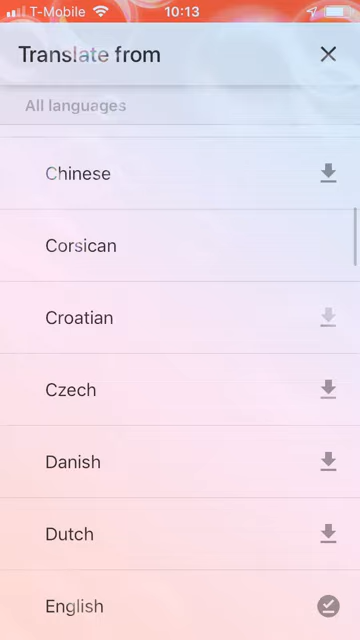 T-Mobile 10:13
Translate from
All languages
Chinese
Corsican
Croatian
Czech
Danish
Dutch
English